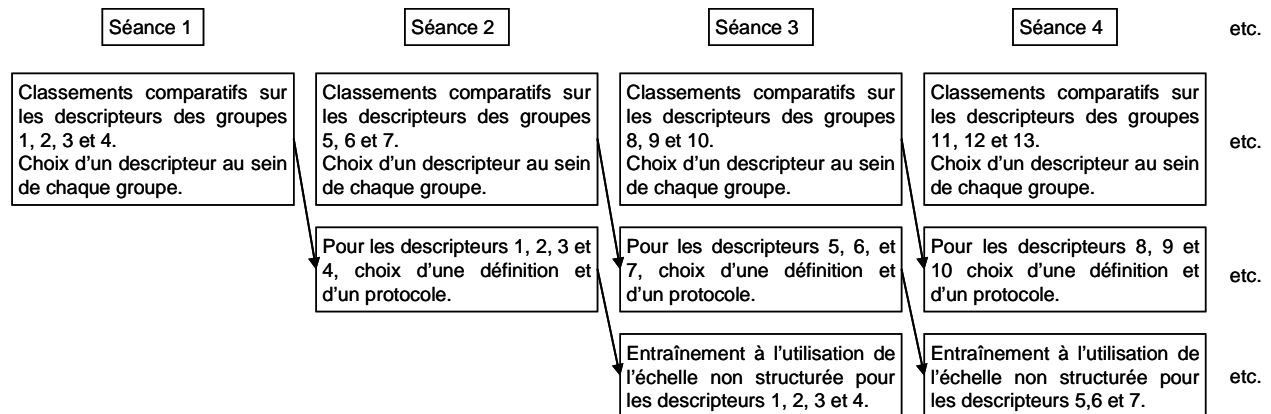 Séance 1
Séance 2
Séance 3
Séance 4
etc.
Classements comparatifs sur
les descripteurs des groupes
1, 2, 3 et 4.
Choix d'un descripteur au sein
de chaque groupe.
Classements comparatifs sur
les descripteurs des groupes
5, 6 et 7.
Choix d'un descripteur au sein
de chaque groupe.
Classements comparatifs sur
les descripteurs des groupes
8, 9 et 10.
Choix d'un descripteur au sein
de chaque groupe.
Classements comparatifs sur
les descripteurs des groupes
11, 12 et 13.
Choix d'un descripteur au sein
de chaque groupe.
etc.
Pour les descripteurs 1, 2, 3 et
4, choix d'une définition et
d'un protocole.
Pour les descripteurs 5, 6, et
7, choix d'une définition et
d'un protocole.
Pour les descripteurs 8, 9 et
10 choix d'une définition et
d'un protocole.
etc.
Entraînement à l'utilisation de
l'échelle non structurée pour
les descripteurs 1, 2, 3 et 4.
Entraînement à l'utilisation de
l'échelle non structurée pour
les descripteurs 5,6 et 7.
etc.